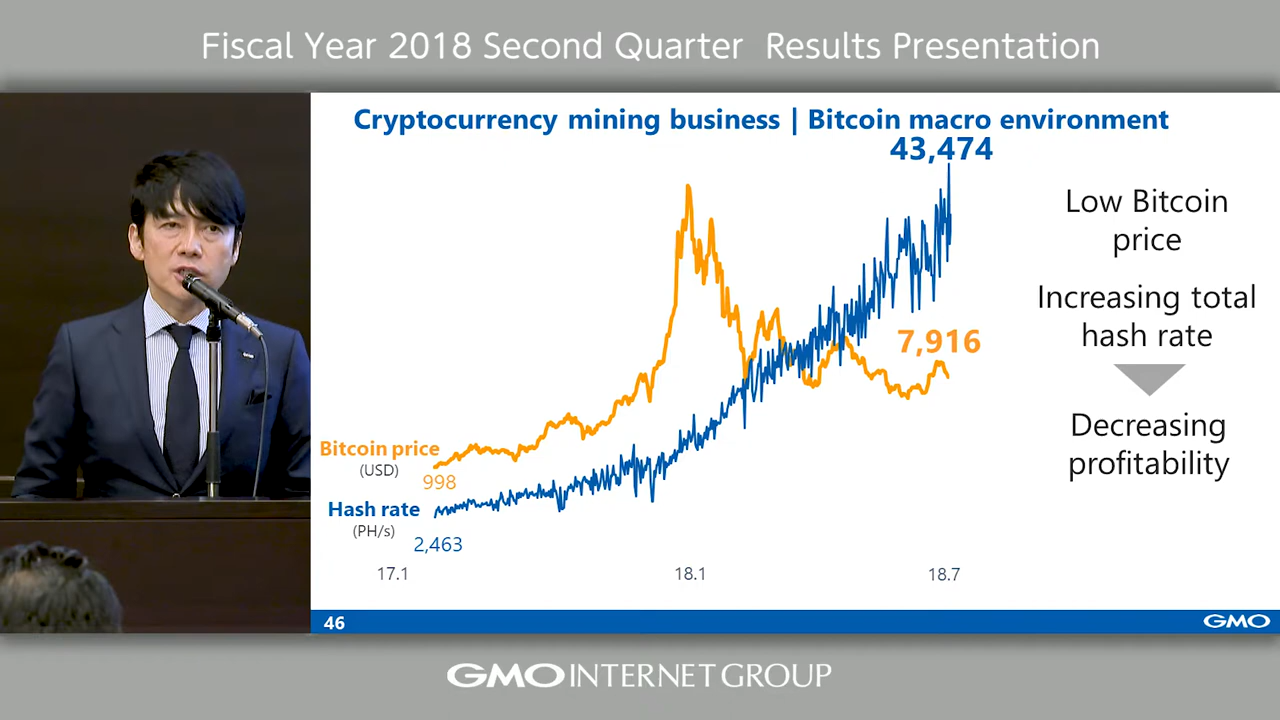 Fiscal Year 2018 Second Quarter Results Presentation
Cryptocurrency mining business | Bitcoin macro environment
43,474
Low Bitcoin
price
Increasing total
hash rate
7,916
Decreasing
profitability
Bitcoin price
(USD)
998
Hash rate
(PH/s)
2,463
17.1
18.1
18.7
46
GMO
GMO INTERNET GROUP